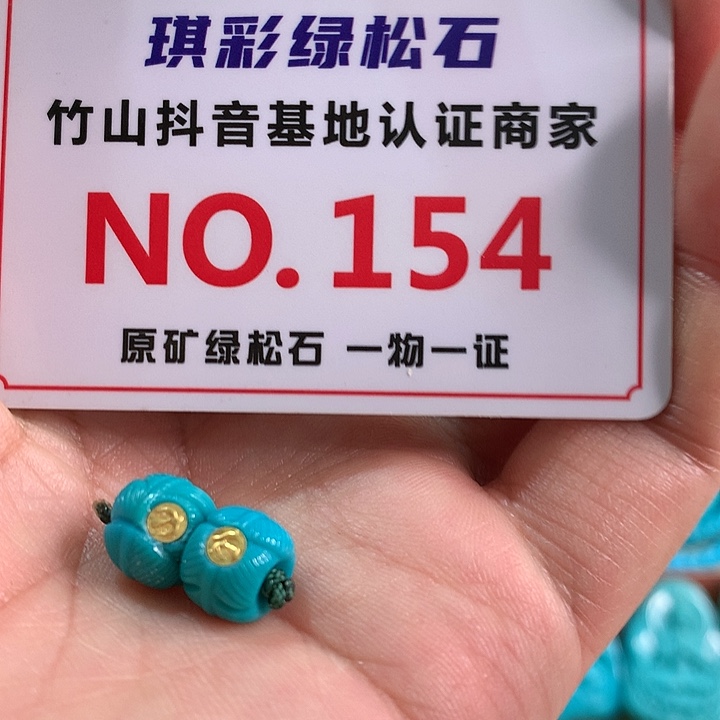 琪彩绿松石
竹山抖音基地认证商家
NO.154
原矿绿松石 一物一证